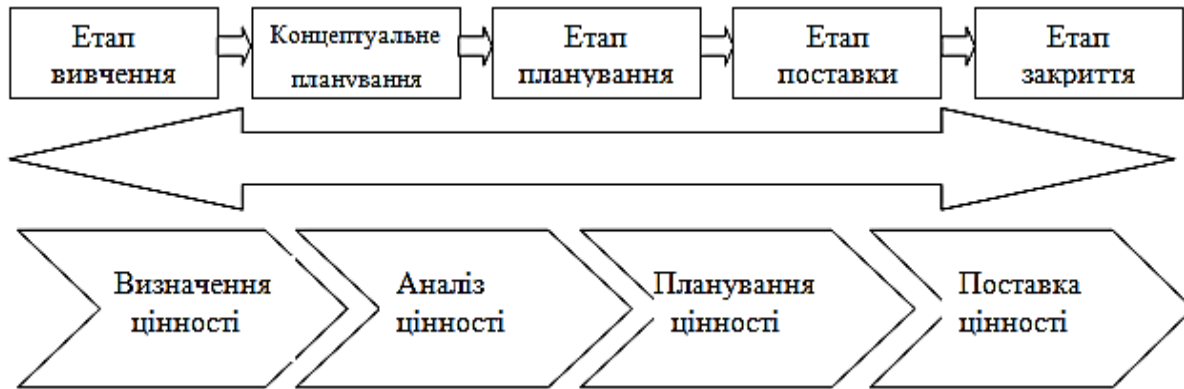 Етап
вивчення
Концептуальне
планування
Етап
планування
Етап
поставки
Етап
закриття
Визначення
цінності
Аналіз
цінності
Планування
цінності
Поставка
цінності